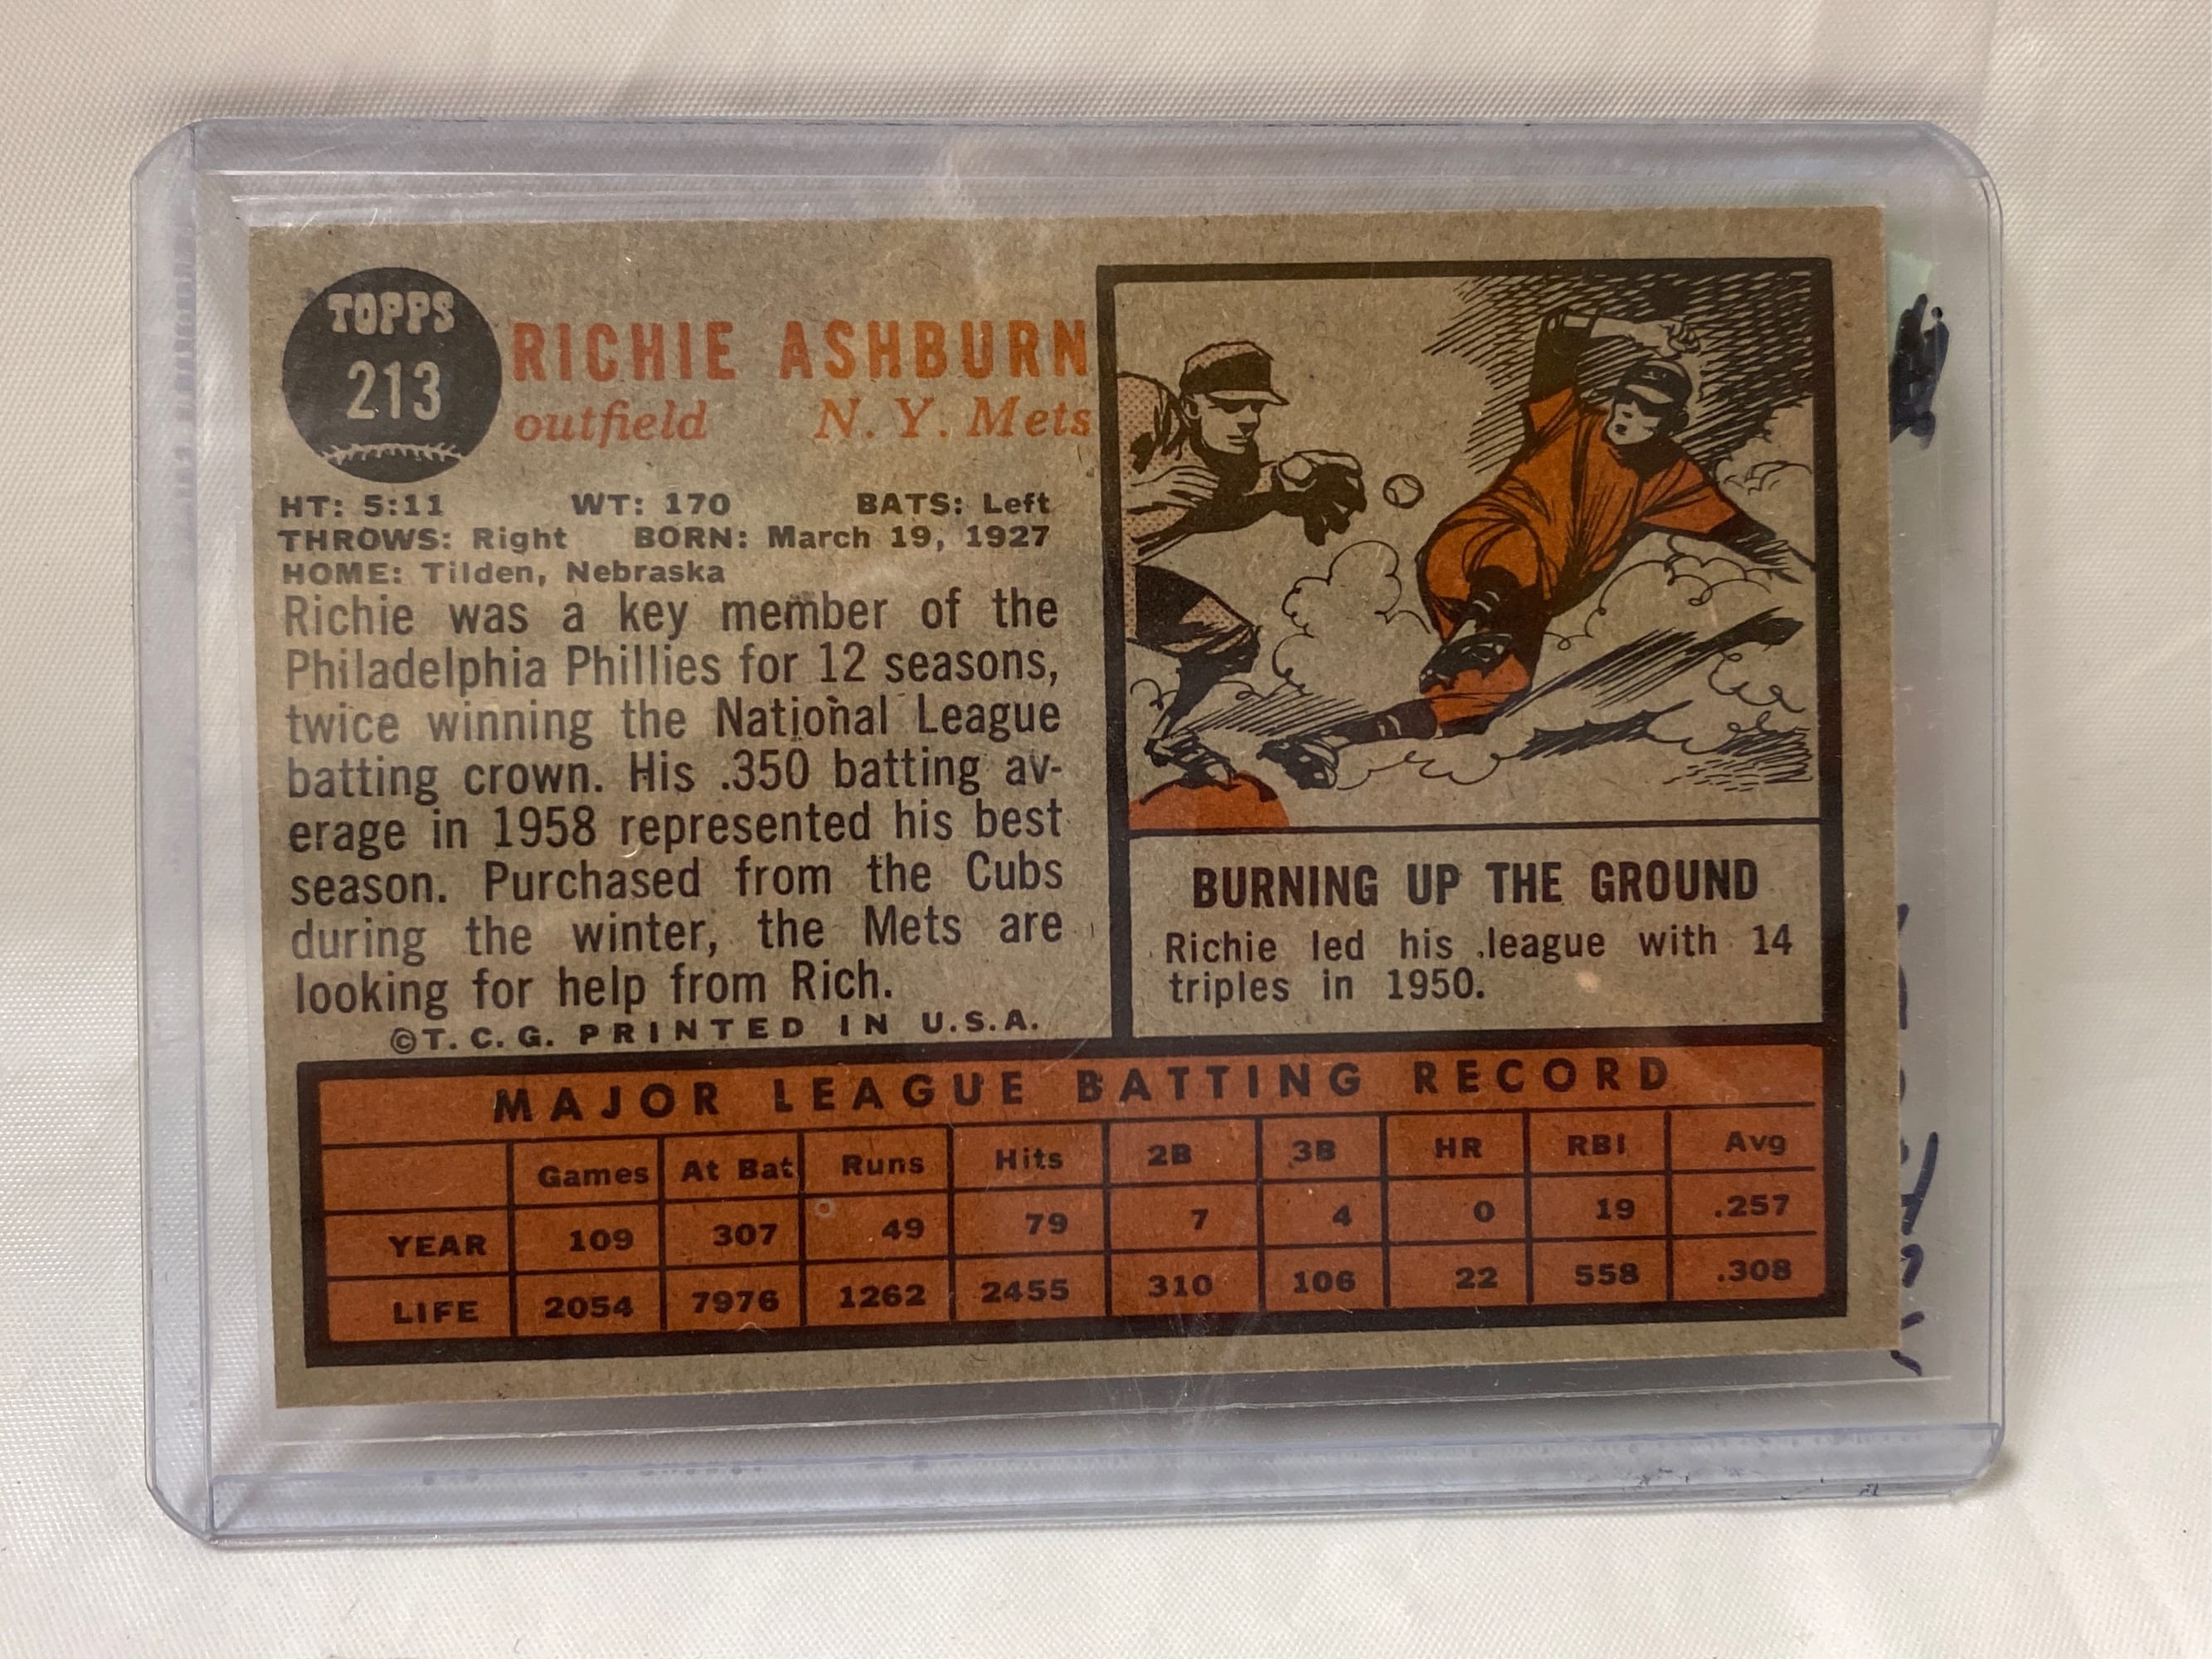 TOPPS
213
RICHIE ASHBURN
outfield N. Y. Mets
HT: 5:11 WT: 170 BATS: Left
THROWS: Right BORN: March 19, 1927
HOME: Tilden, Nebraska
Richie was a key member of the
Philadelphia Phillies for 12 seasons,
twice winning the National League
batting crown. His .350 batting av-
erage in 1958 represented his best
season. Purchased from the Cubs
during the winter, the Mets are
looking for help from Rich.
©T. C. G. PRINTED IN U.S.A.
BURNING UP THE GROUND
Richie led his league with 14
triples in 1950.
MAJOR LEAGUE BATTING RECORD
Games At Bat Runs Hits 2B 3B HR RBI Avg
YEAR 109 307 49 79 7 4 0 19 .257
LIFE 2054 7976 1262 2455 310 106 22 558 .308